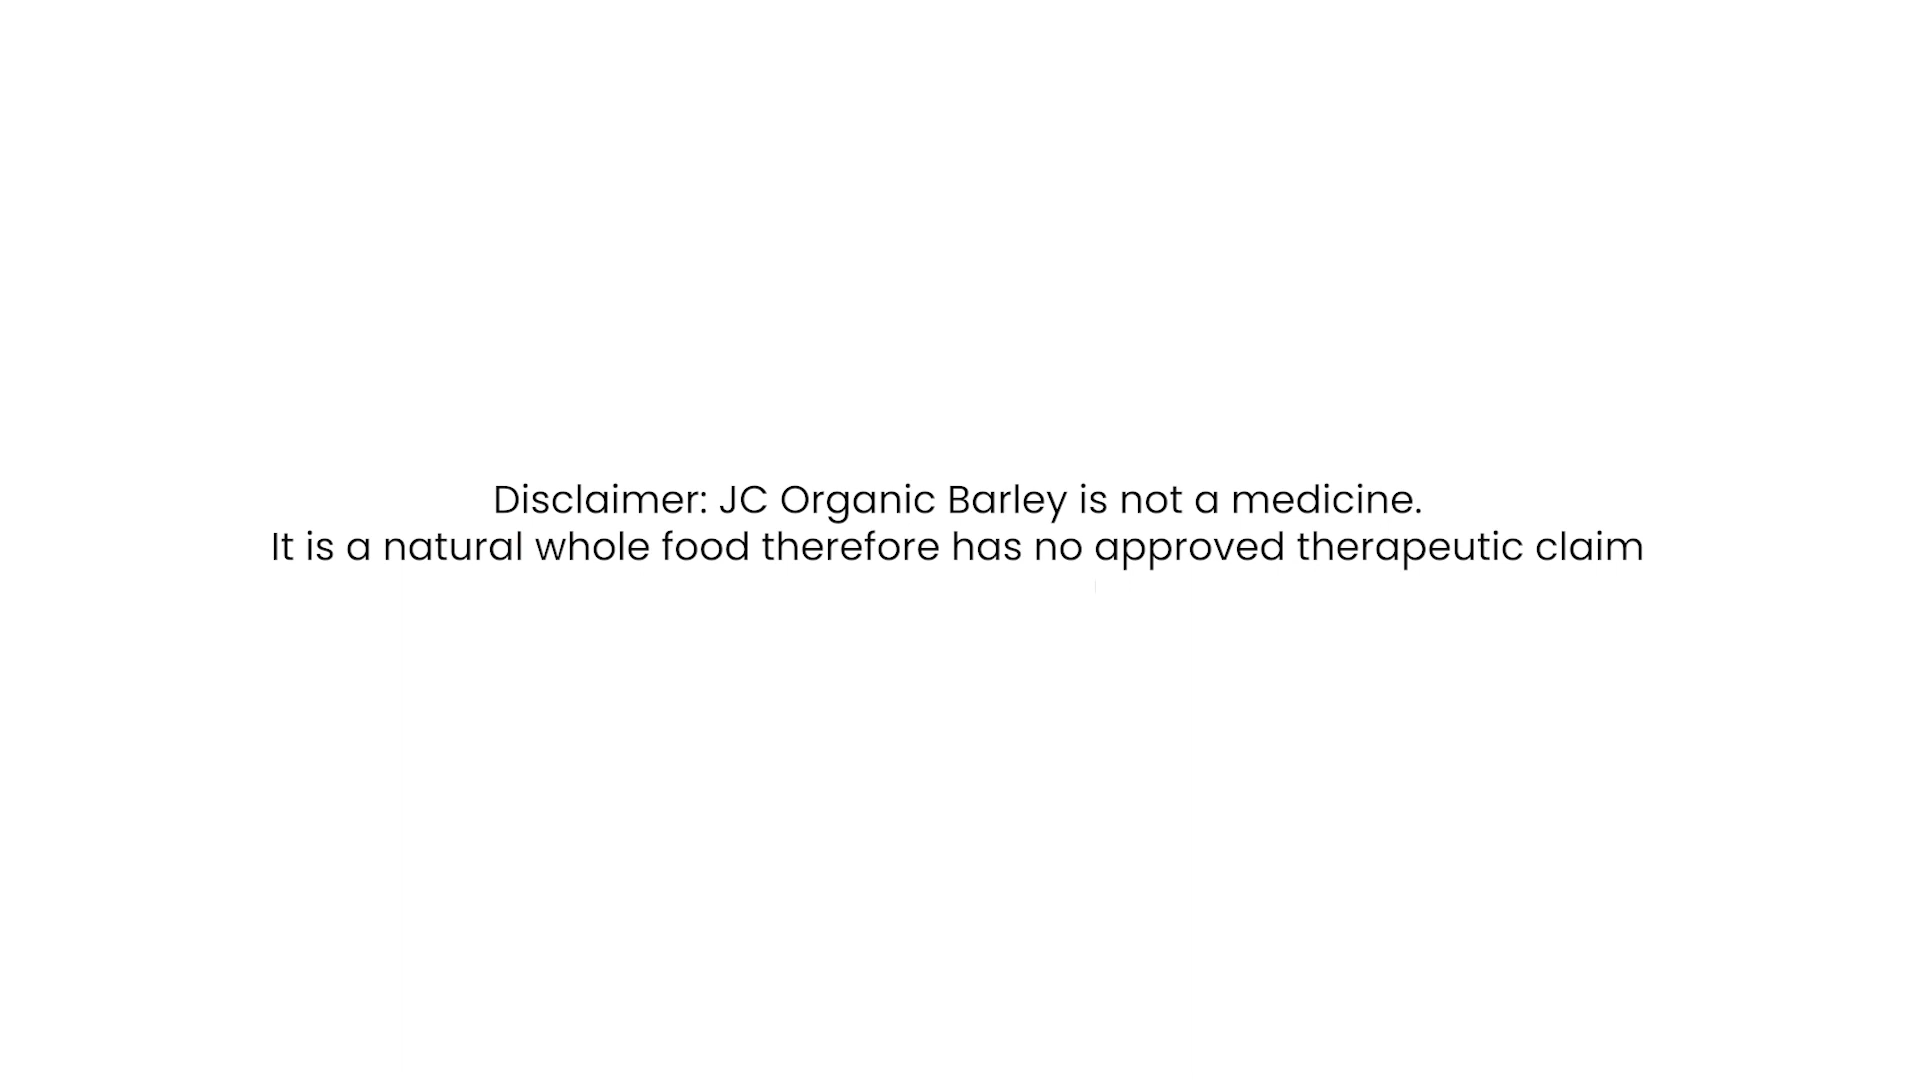 Disclaimer: JC Organic Barley is not a medicine.
It is a natural whole food therefore has no approved therapeutic claim